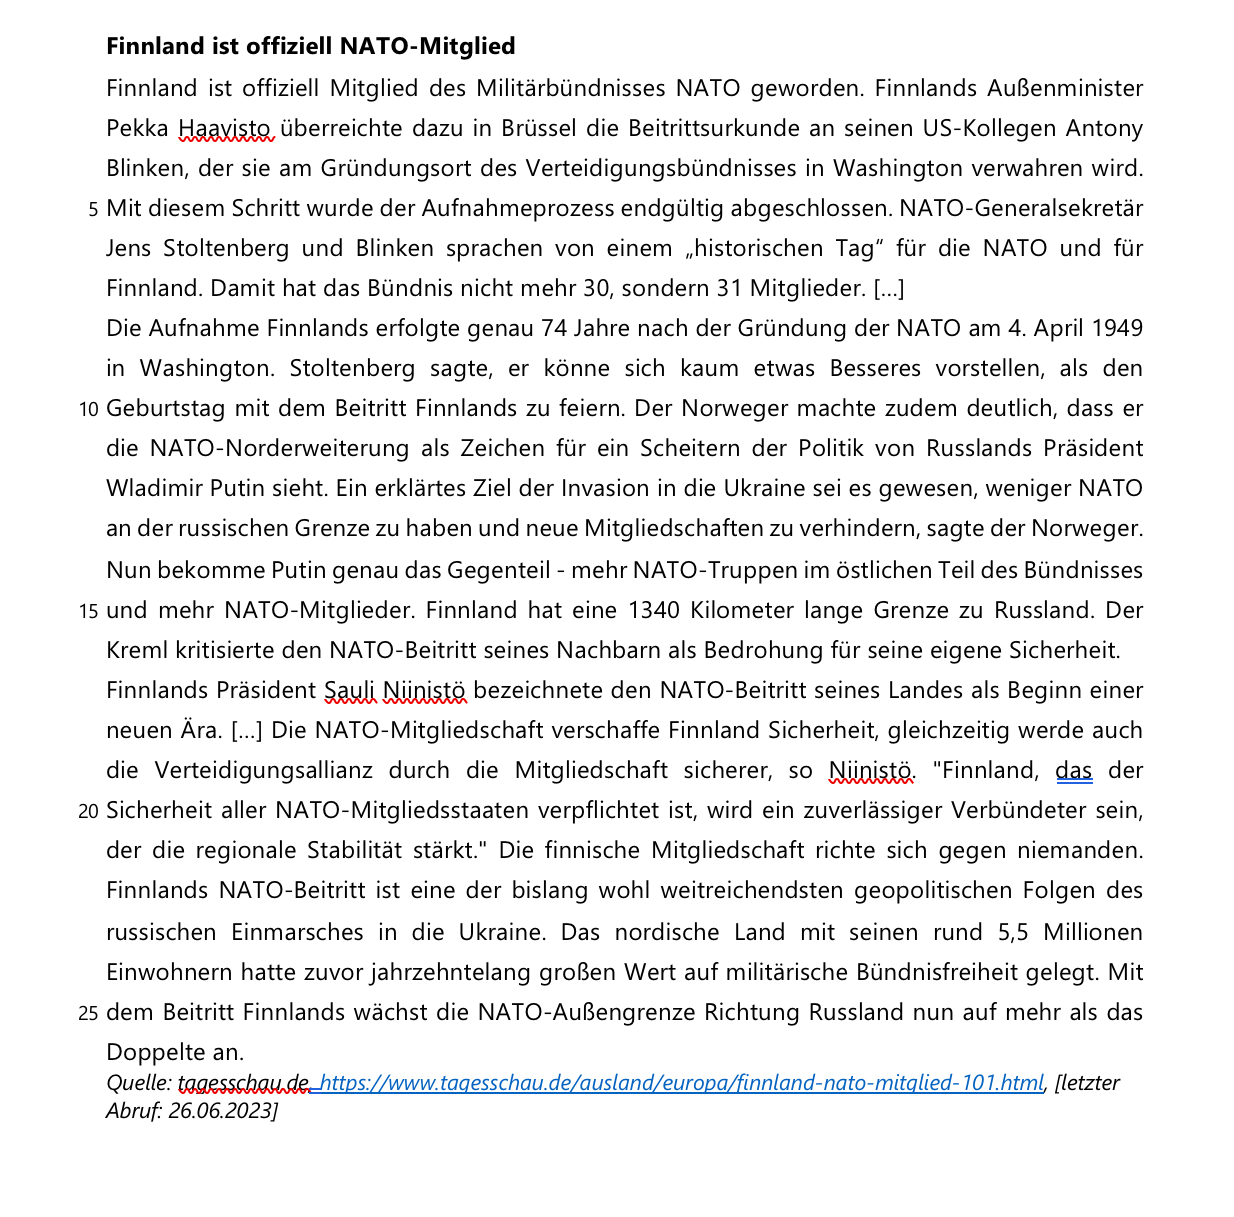 Finnland ist offiziell NATO-Mitglied
Finnland ist offiziell Mitglied des Militärbündnisses NATO geworden. Finnlands Außenminister
Pekka Haavisto überreichte dazu in Brüssel die Beitrittsurkunde an seinen US-Kollegen Antony
Blinken, der sie am Gründungsort des Verteidigungsbündnisses in Washington verwahren wird.
5 Mit diesem Schritt wurde der Aufnahmeprozess endgültig abgeschlossen. NATO-Generalsekretär
Jens Stoltenberg und Blinken sprachen von einem „historischen Tag“ für die NATO und für
Finnland. Damit hat das Bündnis nicht mehr 30, sondern 31 Mitglieder. [...]
Die Aufnahme Finnlands erfolgte genau 74 Jahre nach der Gründung der NATO am 4. April 1949
in Washington. Stoltenberg sagte, er könne sich kaum etwas Besseres vorstellen, als den
10 Geburtstag mit dem Beitritt Finnlands zu feiern. Der Norweger machte zudem deutlich, dass er
die NATO-Norderweiterung als Zeichen für ein Scheitern der Politik von Russlands Präsident
Wladimir Putin sieht. Ein erklärtes Ziel der Invasion in die Ukraine sei es gewesen, weniger NATO
an der russischen Grenze zu haben und neue Mitgliedschaften zu verhindern, sagte der Norweger.
Nun bekomme Putin genau das Gegenteil - mehr NATO-Truppen im östlichen Teil des Bündnisses
15 und mehr NATO-Mitglieder. Finnland hat eine 1340 Kilometer lange Grenze zu Russland. Der
Kreml kritisierte den NATO-Beitritt seines Nachbarn als Bedrohung für seine eigene Sicherheit.
Finnlands Präsident Sauli Niinistö bezeichnete den NATO-Beitritt seines Landes als Beginn einer
neuen Ära. [...] Die NATO-Mitgliedschaft verschaffe Finnland Sicherheit, gleichzeitig werde auch
die Verteidigungsallianz durch die Mitgliedschaft sicherer, so Niinistö. "Finnland, das der
20 Sicherheit aller NATO-Mitgliedsstaaten verpflichtet ist, wird ein zuverlässiger Verbündeter sein,
der die regionale Stabilität stärkt." Die finnische Mitgliedschaft richte sich gegen niemanden.
Finnlands NATO-Beitritt ist eine der bislang wohl weitreichendsten geopolitischen Folgen des
russischen Einmarsches in die Ukraine. Das nordische Land mit seinen rund 5,5 Millionen
Einwohnern hatte zuvor jahrzehntelang großen Wert auf militärische Bündnisfreiheit gelegt. Mit
25 dem Beitritt Finnlands wächst die NATO-Außengrenze Richtung Russland nun auf mehr als das
Doppelte an.
Quelle: tagesschau.de, https://www.tagesschau.de/ausland/europa/finnland-nato-mitglied-101.html, [letzter
Abruf: 26.06.2023]